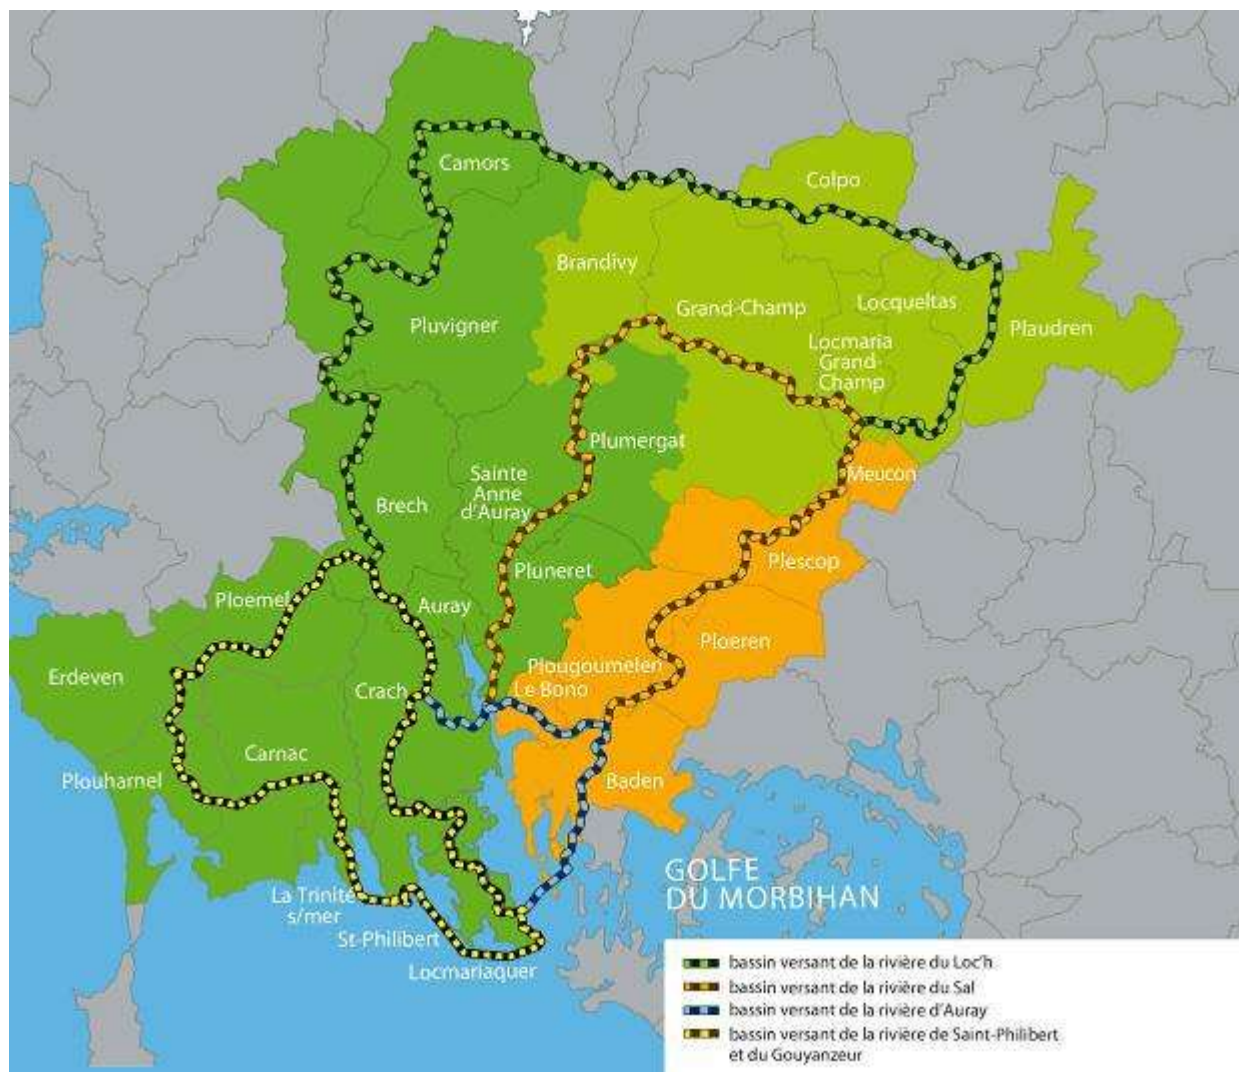 Camors
Colpo
Brandivy
Grand-Champ
Locqueltas
Pluvigner
Plaudren
Locmaria
Grand-
Champ
Plumergat
Sainte
Anne
d'Auray
Meucon
Brech
Plescop
Pluneret
Ploemel
Auray
Ploeren
Plougoumelen
Erdeven
Crach
Le Bono
Carnac
Plouharnel
Baden
GOLFE
DU MORBIHAN
La Trinité
s/mer
St-Philibert
Locmariaquer
bassin versant de la rivière du Loc'h
bassin versant de la rivière du Sal
bassin versant de la rivière d'Auray
bassin versant de la rivière de Saint-Philibert
et du Gouyanzeur